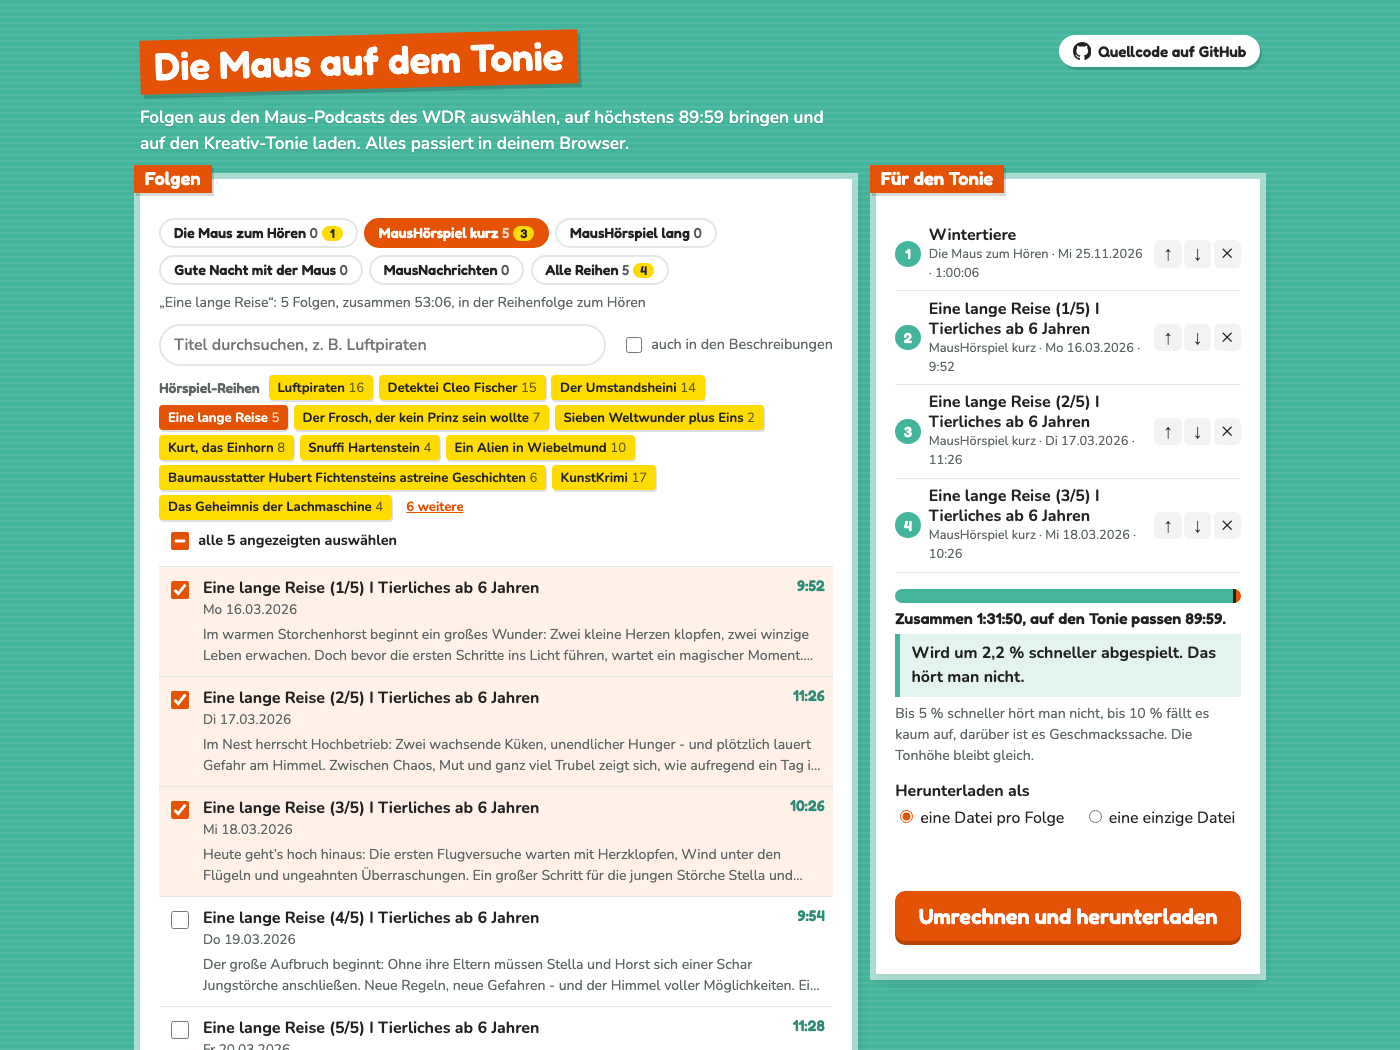 Die Maus auf dem Tonie
Quellcode auf GitHub
Folgen aus den Maus-Podcasts des WDR auswählen, auf höchstens 89:59 bringen und
auf den Kreativ-Tonie laden. Alles passiert in deinem Browser.
Folgen
Die Maus zum Hören 0 1
MausHörspiel kurz 5 3
MausHörspiel lang 0
Gute Nacht mit der Maus 0
MausNachrichten 0
Alle Reihen 5 4
„Eine lange Reise“: 5 Folgen, zusammen 53:06, in der Reihenfolge zum Hören
Titel durchsuchen, z. B. Luftpiraten
auch in den Beschreibungen
Hörspiel-Reihen
Luftpiraten 16
Detektei Cleo Fischer 15
Der Umstandsheini 14
Eine lange Reise 5
Der Frosch, der kein Prinz sein wollte 7
Sieben Weltwunder plus Eins 2
Kurt, das Einhorn 8
Snuffi Hartenstein 4
Ein Alien in Wiebelmund 10
Baumausstatter Hubert Fichtensteins astreine Geschichten 6
KunstKrimi 17
Das Geheimnis der Lachmaschine 4
6 weitere
alle 5 angezeigten auswählen
Eine lange Reise (1/5) I Tierliches ab 6 Jahren
9:52
Mo 16.03.2026
Im warmen Storchenhorst beginnt ein großes Wunder: Zwei kleine Herzen klopfen, zwei winzige
Leben erwachen. Doch bevor die ersten Schritte ins Licht führen, wartet ein magischer Moment....
Eine lange Reise (2/5) I Tierliches ab 6 Jahren
11:26
Di 17.03.2026
Im Nest herrscht Hochbetrieb: Zwei wachsende Küken, unendlicher Hunger - und plötzlich lauert
Gefahr am Himmel. Zwischen Chaos, Mut und ganz viel Trubel zeigt sich, wie aufregend ein Tag i...
Eine lange Reise (3/5) I Tierliches ab 6 Jahren
10:26
Mi 18.03.2026
Heute geht's hoch hinaus: Die ersten Flugversuche warten mit Herzklopfen, Wind unter den
Flügeln und ungeahnten Überraschungen. Ein großer Schritt für die jungen Störche Stella und...
Eine lange Reise (4/5) I Tierliches ab 6 Jahren
9:54
Do 19.03.2026
Der große Aufbruch beginnt: Ohne ihre Eltern müssen Stella und Horst sich einer Schar
Jungstörche anschließen. Neue Regeln, neue Gefahren - und der Himmel voller Möglichkeiten. Ei...
Eine lange Reise (5/5) I Tierliches ab 6 Jahren
11:28
Fr 20.03.2026
Für den Tonie
1
Wintertiere
Die Maus zum Hören · Mi 25.11.2026
· 1:00:06
↑ ↓ ×
2
Eine lange Reise (1/5) I
Tierliches ab 6 Jahren
MausHörspiel kurz · Mo 16.03.2026 ·
9:52
↑ ↓ ×
3
Eine lange Reise (2/5) I
Tierliches ab 6 Jahren
MausHörspiel kurz · Di 17.03.2026 ·
11:26
↑ ↓ ×
4
Eine lange Reise (3/5) I
Tierliches ab 6 Jahren
MausHörspiel kurz · Mi 18.03.2026 ·
10:26
↑ ↓ ×
Zusammen 1:31:50, auf den Tonie passen 89:59.
Wird um 2,2 % schneller abgespielt. Das
hört man nicht.
Bis 5 % schneller hört man nicht, bis 10 % fällt es
kaum auf, darüber ist es Geschmackssache. Die
Tonhöhe bleibt gleich.
Herunterladen als
eine Datei pro Folge
eine einzige Datei
Umrechnen und herunterladen